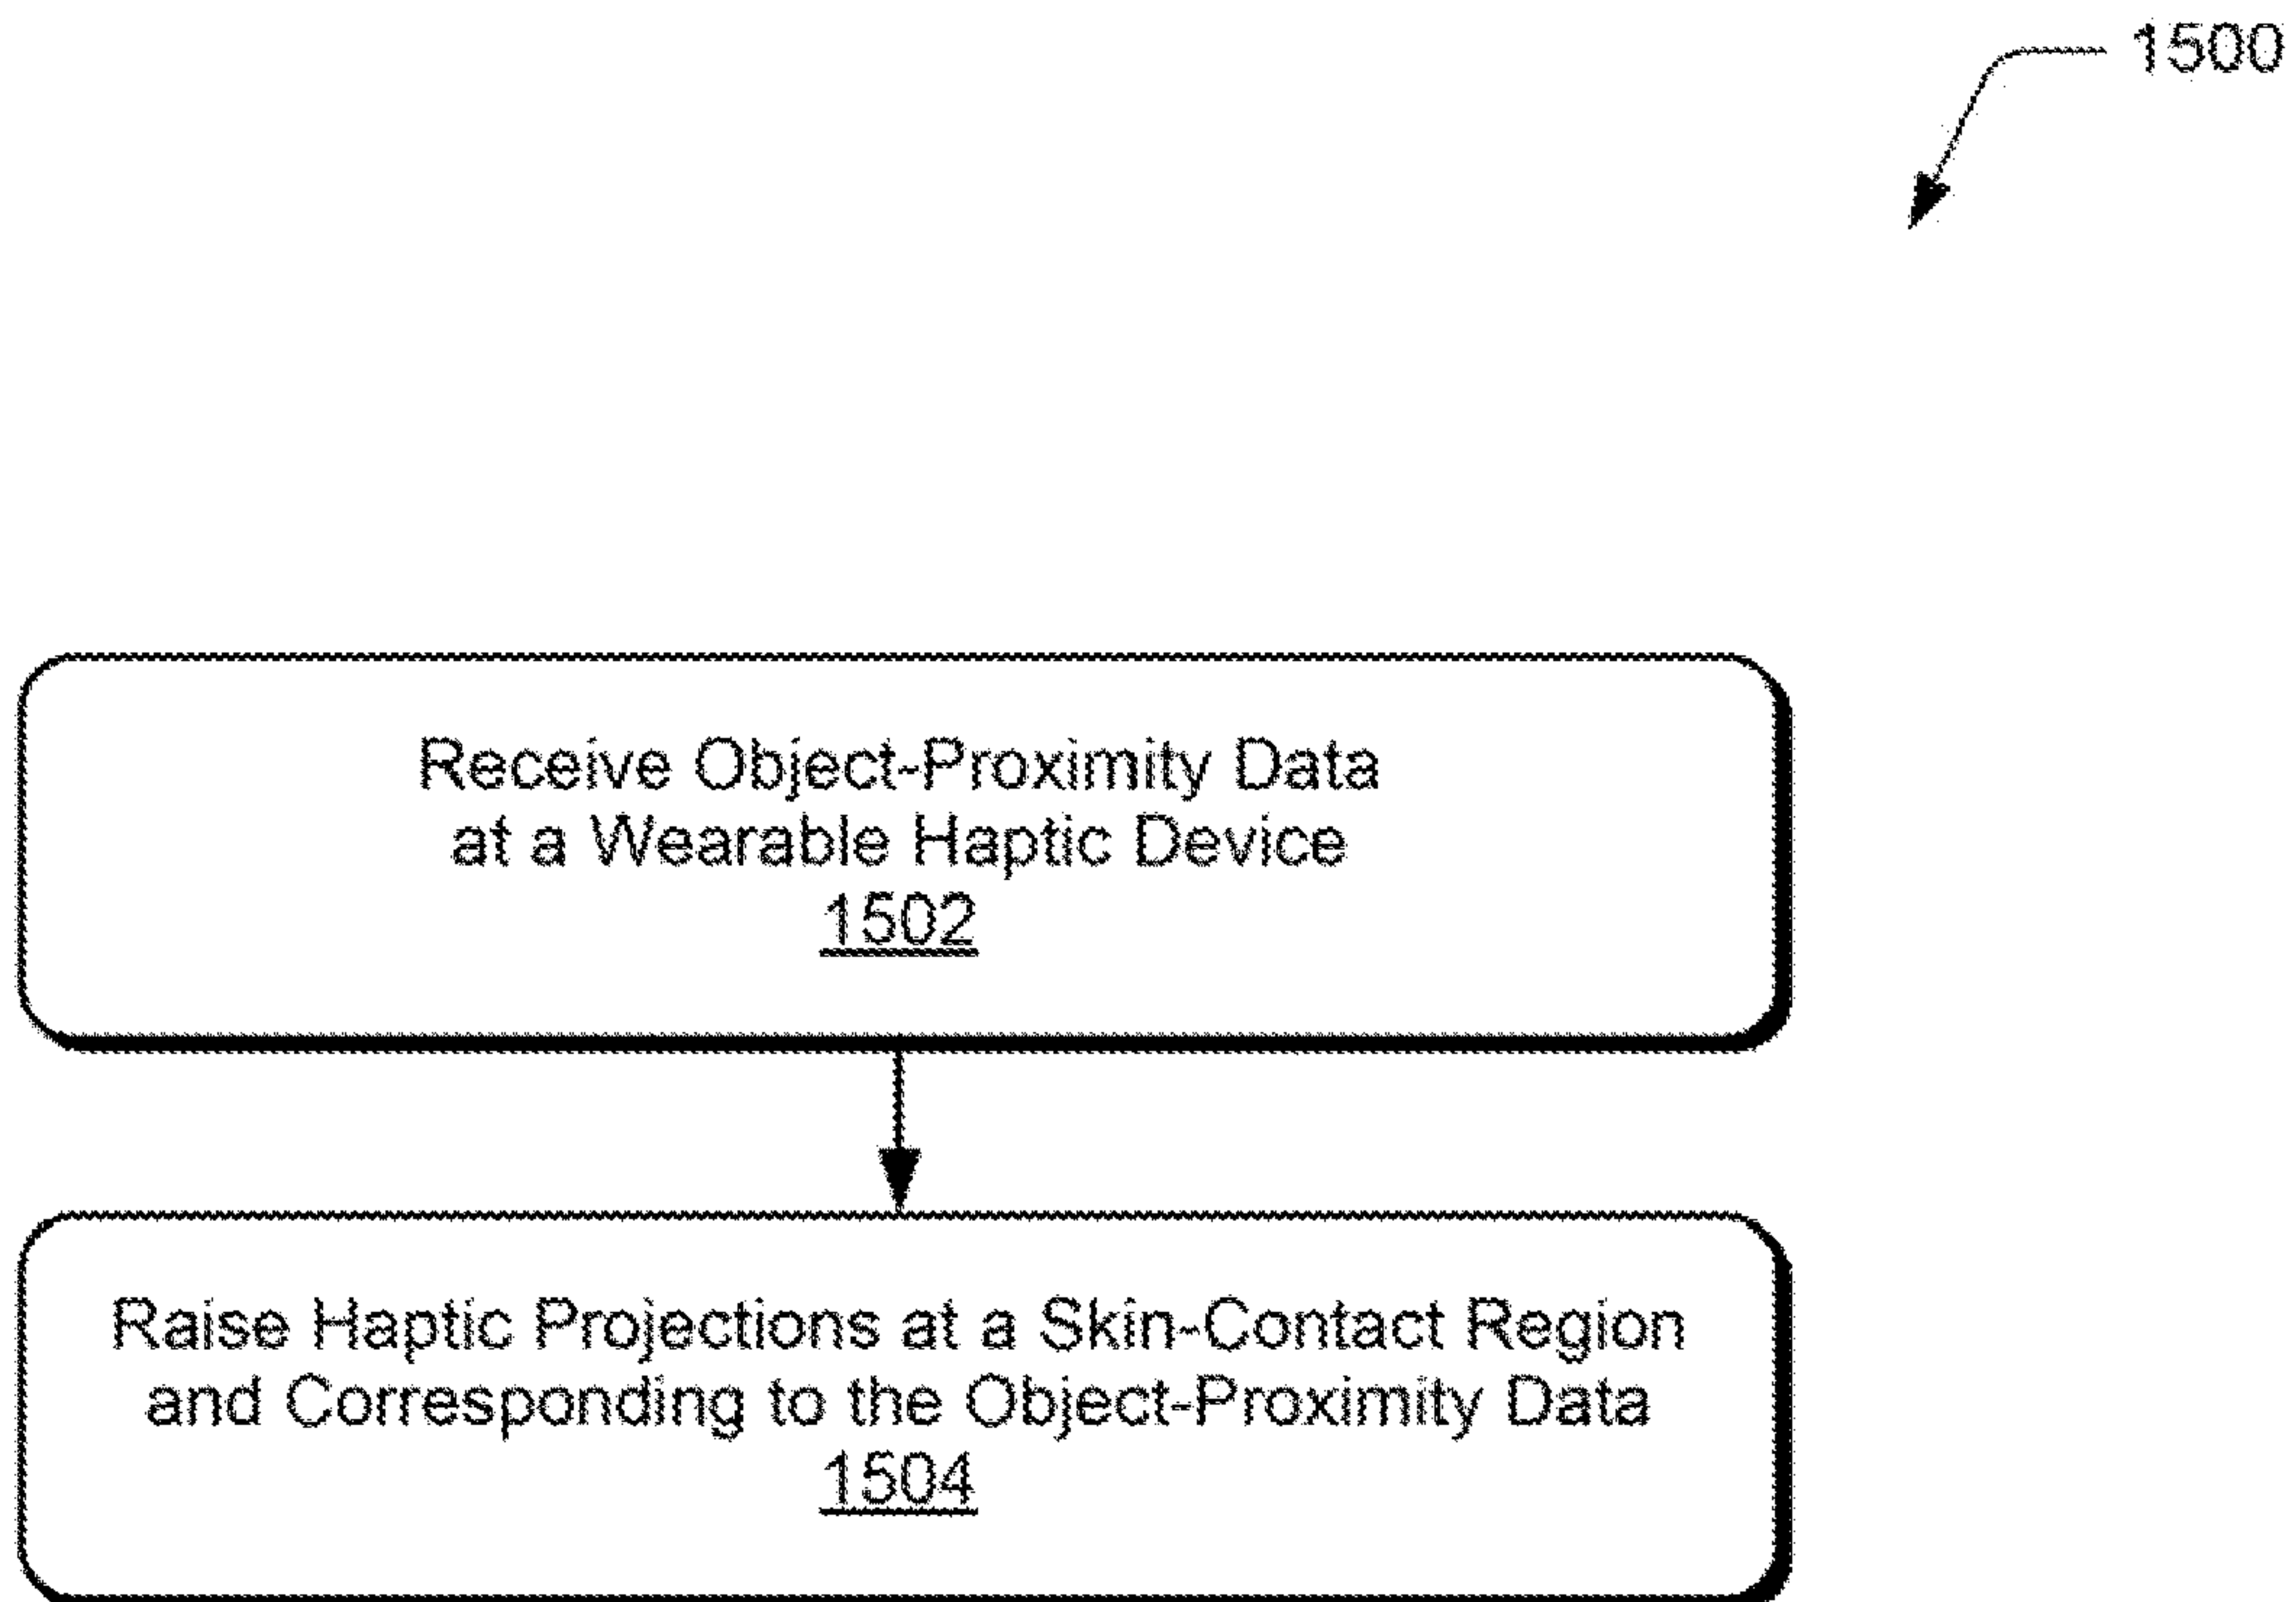 1500
Receive Object-Proximity Data
at a Wearable Haptic Device
1502
Raise Haptic Projections at a Skin-Contact Region
and Corresponding to the Object-Proximity Data
1504